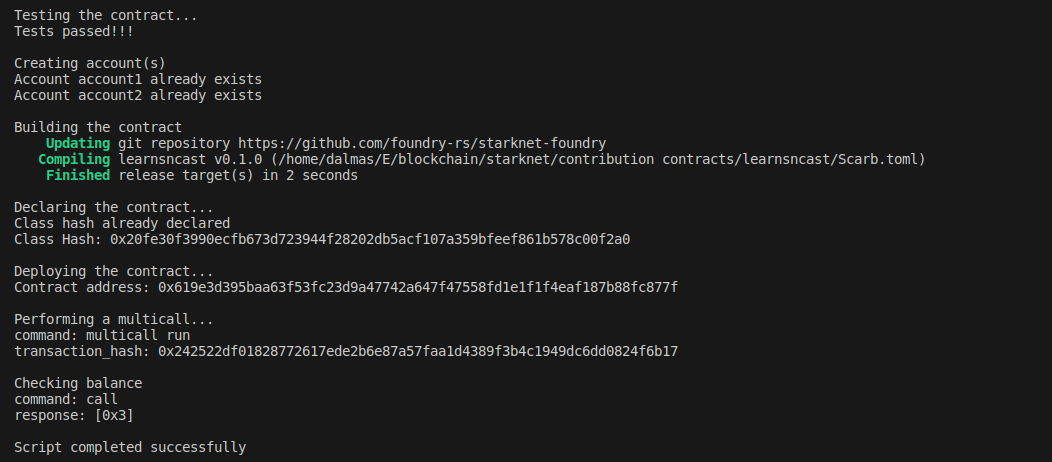 Testing the contract...
Tests passed!!!
Creating account(s)
Account account1 already exists
Account account2 already exists
Building the contract
Updating git repository https://github.com/foundry-rs/starknet-foundry
Compiling learnsncast v0.1.0 (/home/dalmas/E/blockchain/starknet/contribution contracts/learnsncast/Scarb.toml)
Finished release target(s) in 2 seconds
Declaring the contract...
Class hash already declared
Class Hash: 0x20fe30f3990ecfb673d723944f28202db5acf107a359bfeef861b578c00f2a0
Deploying the contract...
Contract address: 0x619e3d395baa63f53fc23d9a47742a647f47558fd1e1f1f4eaf187b88fc877f
Performing a multicall...
command: multicall run
transaction_hash: 0x242522df01828772617ede2b6e87a57faa1d4389f3b4c1949dc6dd0824f6b17
Checking balance
command: call
response: [0x3]
Script completed successfully